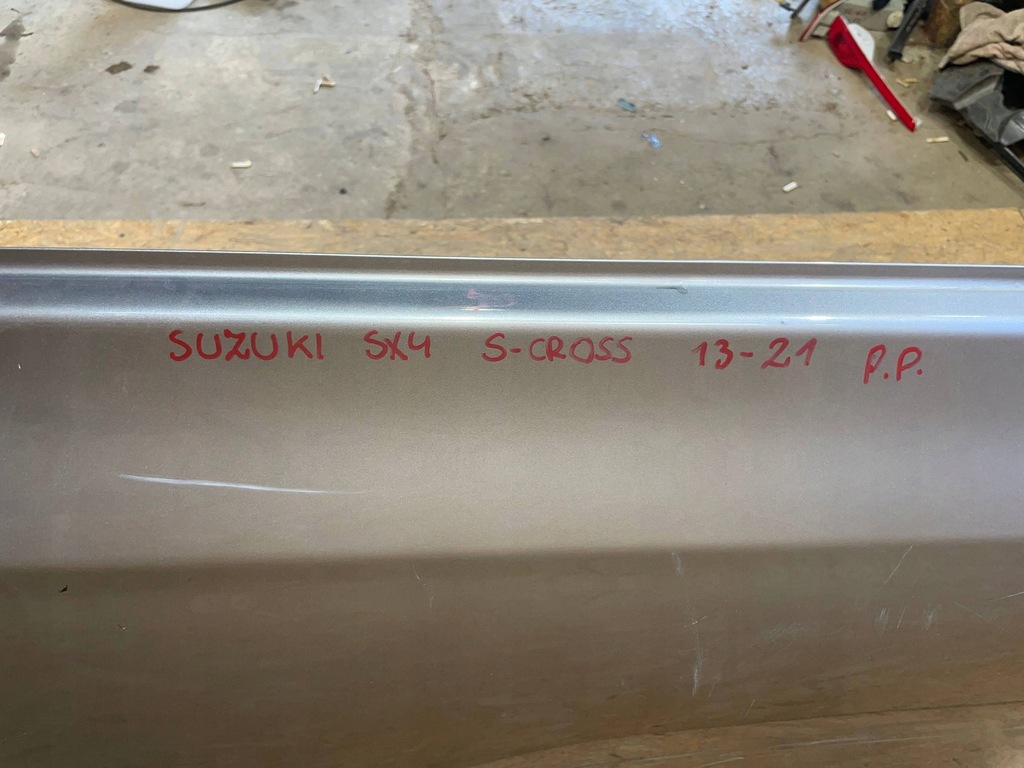 SUZUKI SX4 S-CROSS 13-21 P.P.